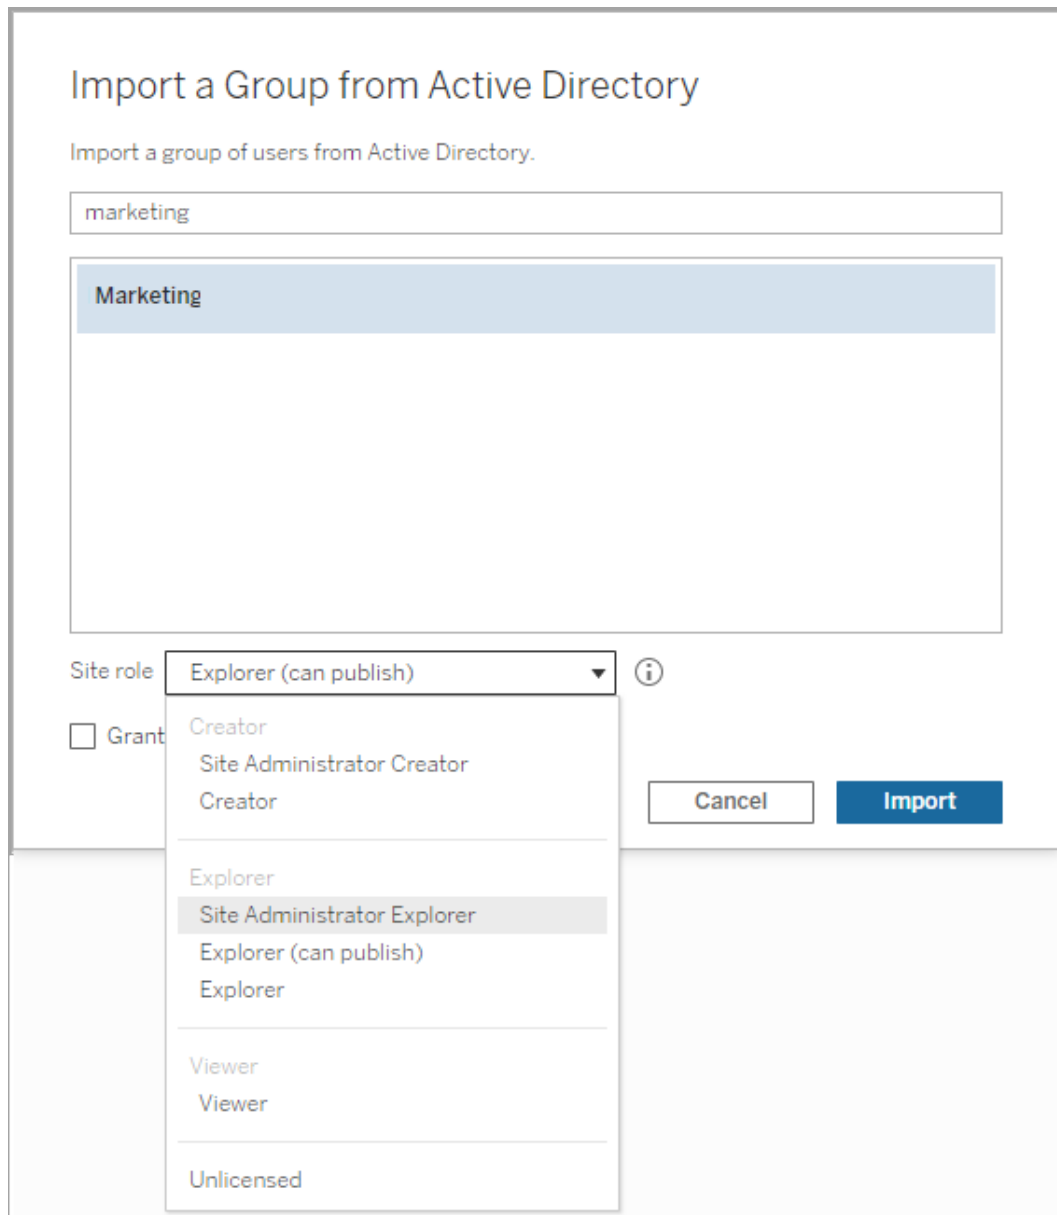 Import a Group from Active Directory
Import a group of users from Active Directory.
marketing
Marketing
Site role Explorer (can publish)
Grant
Creator
Site Administrator Creator
Creator
Cancel Import
Explorer
Site Administrator Explorer
Explorer (can publish)
Explorer
Viewer
Viewer
Unlicensed